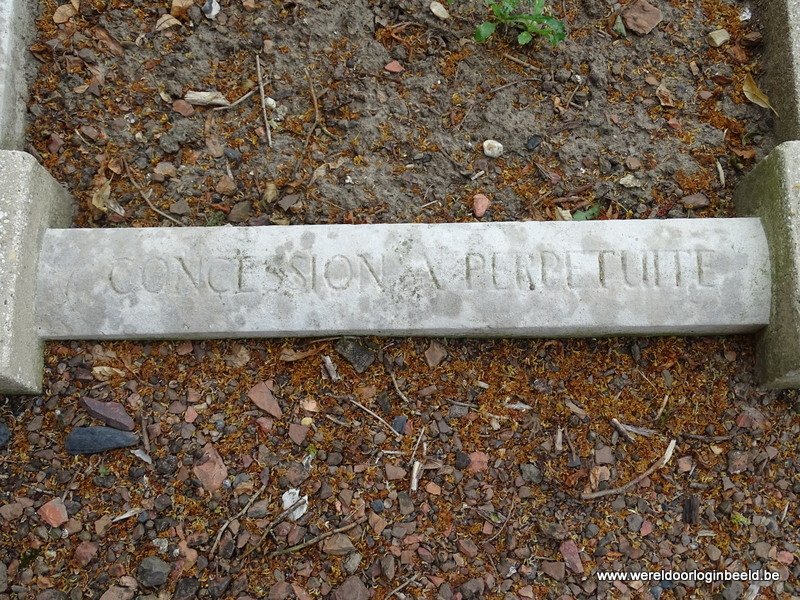 CONCESSION A PERPETUITE
www.wereldoorloginbeeld.be